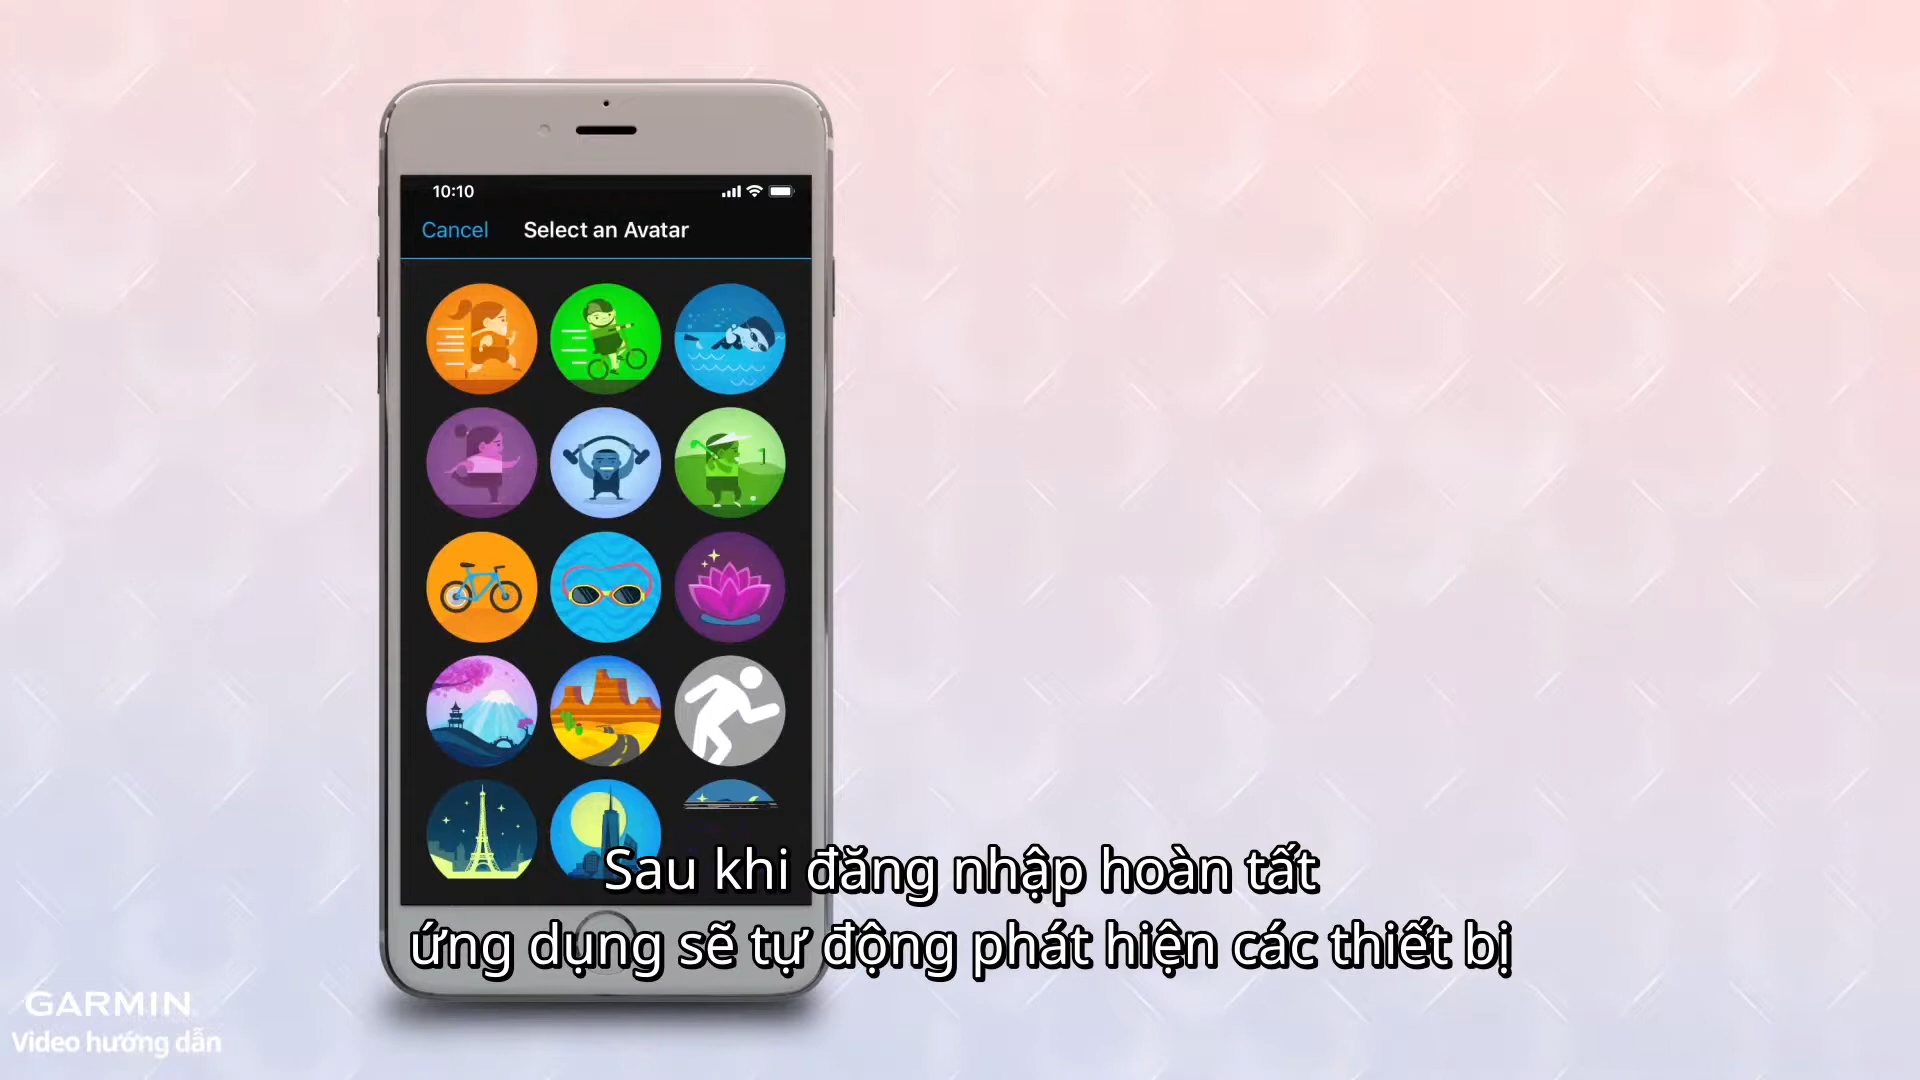 10:10
Cancel Select an Avatar
Sau khi đăng nhập hoàn tất
ứng dụng sẽ tự động phát hiện các thiết bị
GARMIN
Video hướng dẫn